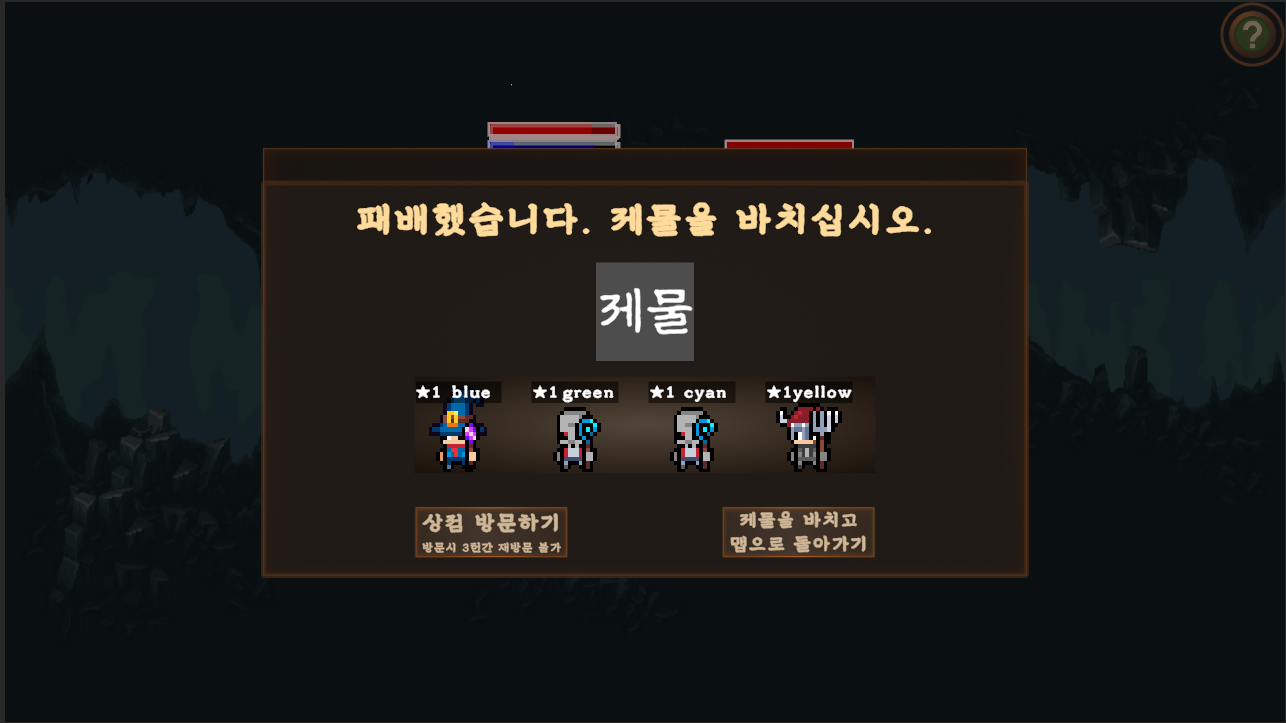 ?
패배했습니다. 제물을 바치십시오.
제물
★1 blue
★1 green
★1 cyan
★1yellow
상점 방문하기
방문시 3턴간 재방문 불가
제물을 바치고
맵으로 돌아가기